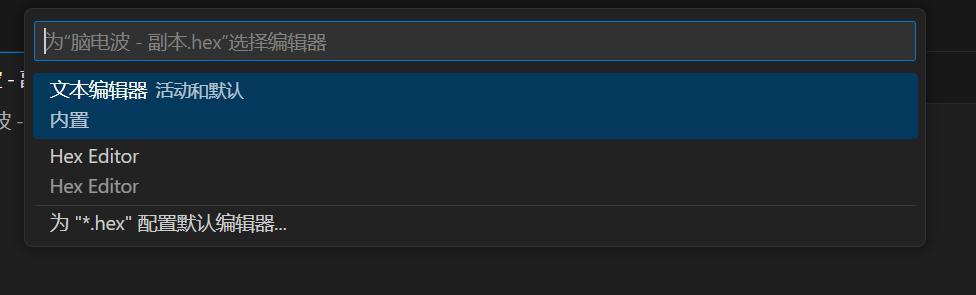 为“脑电波 - 副本.hex”选择编辑器
文本编辑器 活动和默认
内置
Hex Editor
Hex Editor
为 "*.hex" 配置默认编辑器...
波 -